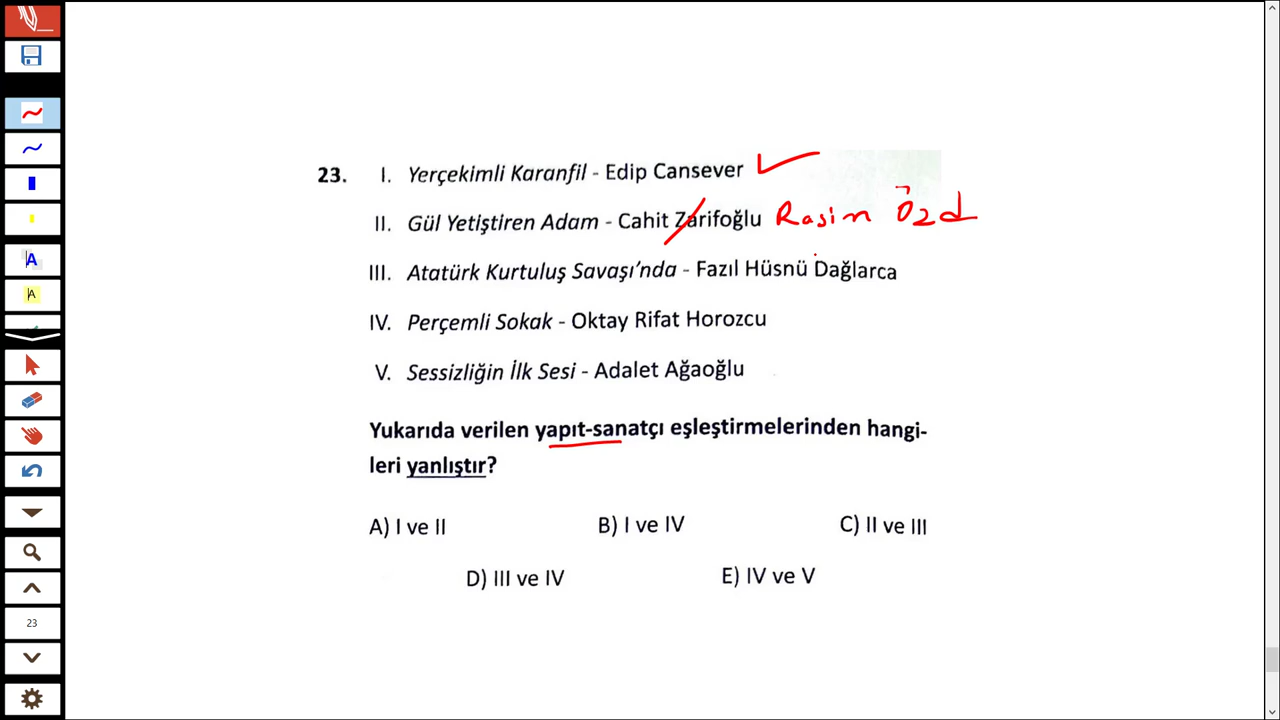 23. I. Yerçekimli Karanfil - Edip Cansever
II. Gül Yetiştiren Adam - Cahit Zarifoğlu Rasim Özd
III. Atatürk Kurtuluş Savaşı'nda - Fazıl Hüsnü Dağlarca
IV. Perçemli Sokak - Oktay Rifat Horozcu
V. Sessizliğin İlk Sesi - Adalet Ağaoğlu
Yukarıda verilen yapıt-sanatçı eşleştirmelerinden hangi-
leri yanlıştır?
A) I ve II B) I ve IV C) II ve III
D) III ve IV E) IV ve V
A
A
23